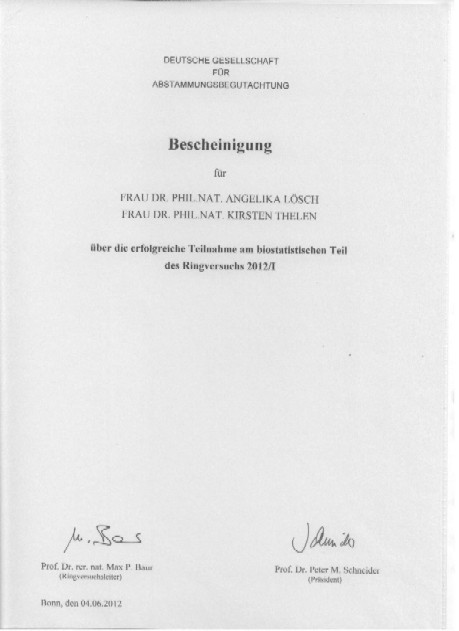 DEUTSCHE GESELLSCHAFT
FÜR
ABSTAMMUNGSBEGUTACHTUNG
Bescheinigung
für
FRAU DR. PHIL.NAT. ANGELIKA LÖSCH
FRAU DR. PHIL.NAT. KIRSTEN THELEN
über die erfolgreiche Teilnahme am biostatistischen Teil
des Ringversuchs 2012/I
Prof. Dr. rer. nat. Max P. Baur
(Ringversuchsleiter)
Prof. Dr. Peter M. Schneider
(Präsident)
Bonn, den 04.06.2012